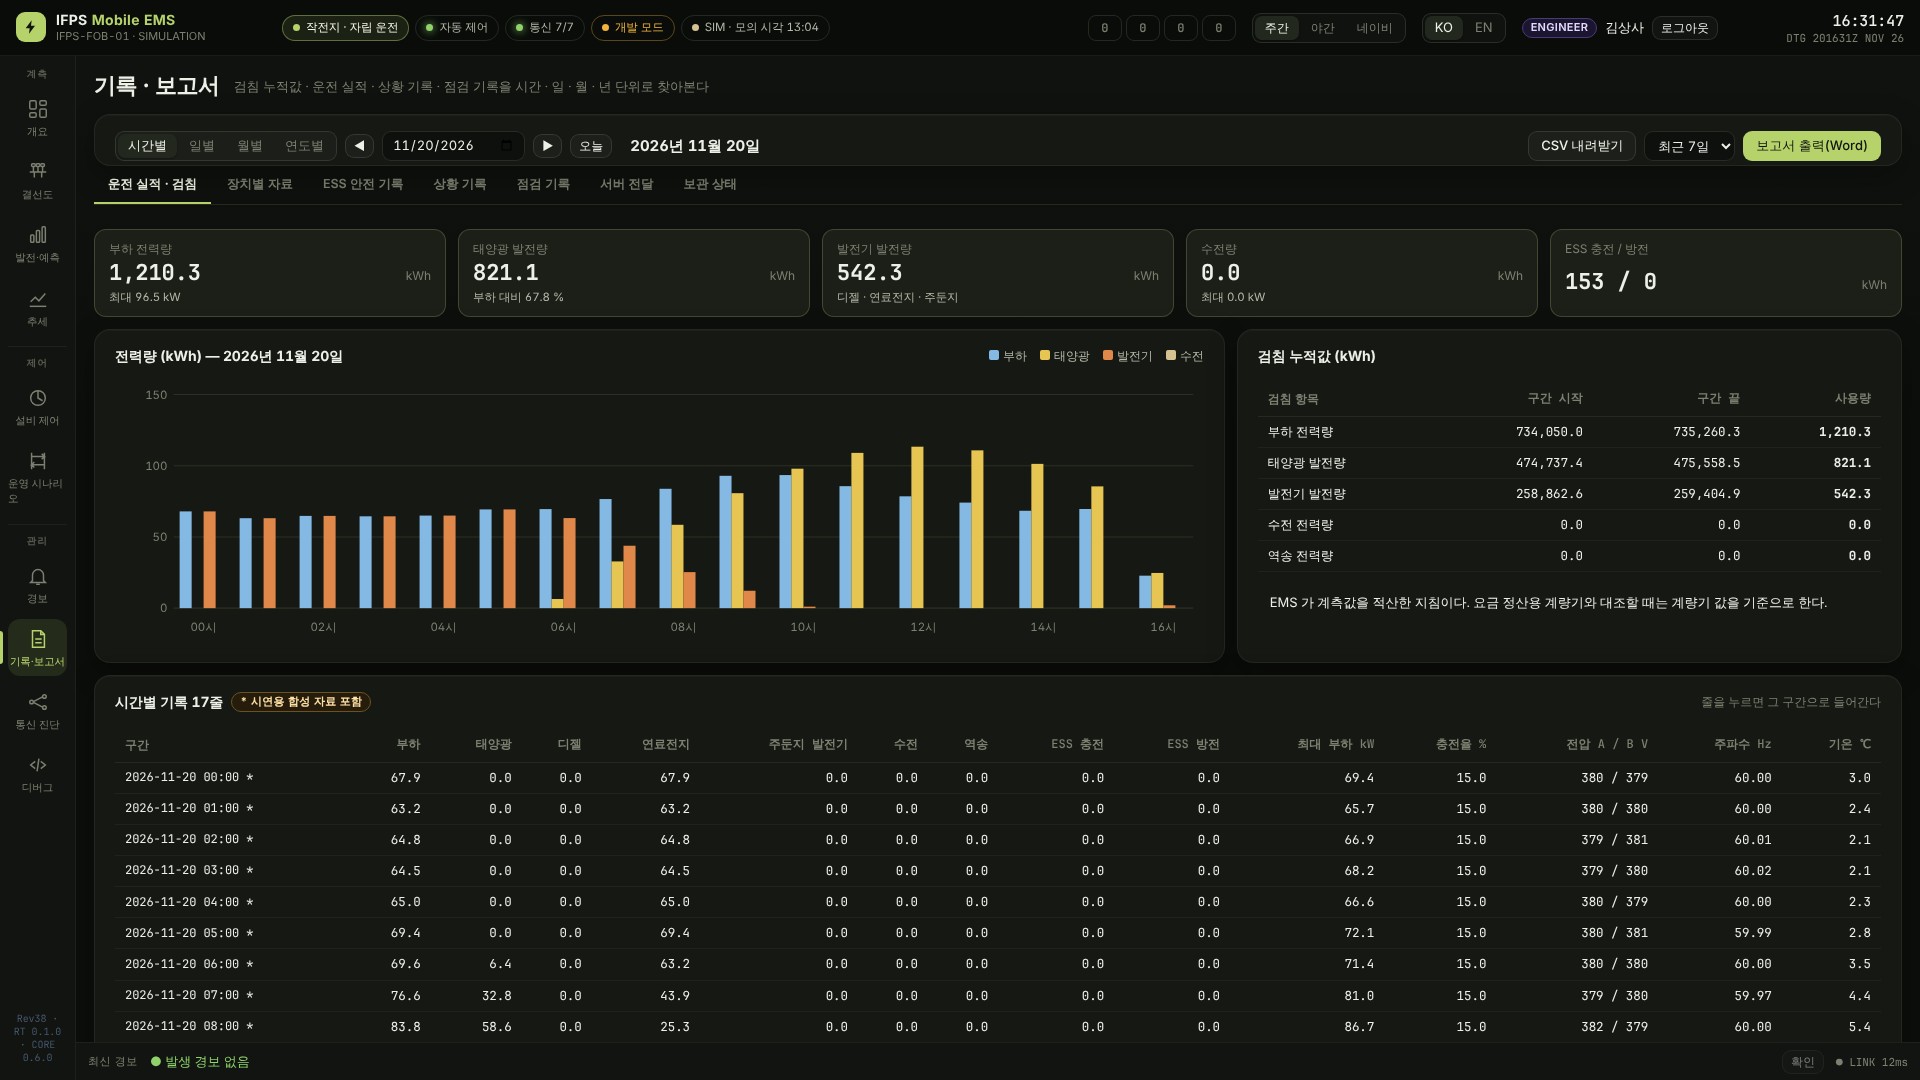 IFPS Mobile EMS
IFPS-FOB-01 · SIMULATION
작전지 · 자립 운전
자동 제어
통신 7/7
개발 모드
SIM · 모의 시각 13:04
0 0 0 0
주간 야간 네이비
KO EN
ENGINEER 김상사 로그아웃
16:31:47
DTG 201631Z NOV 26
계측
개요
결선도
발전·예측
추세
제어
설비 제어
운영 시나리
오
관리
경보
기록·보고서
통신 진단
디버그
Rev38 ·
RT 0.1.0
· CORE
0.6.0
기록 · 보고서 검침 누적값 · 운전 실적 · 상황 기록 · 점검 기록을 시간 · 일 · 월 · 년 단위로 찾아본다
시간별 일별 월별 연도별 ◀ 11/20/2026 ▶ 오늘 2026년 11월 20일 CSV 내려받기 최근 7일 보고서 출력(Word)
운전 실적 · 검침 장치별 자료 ESS 안전 기록 상황 기록 점검 기록 서버 전달 보관 상태
부하 전력량
1,210.3 kWh
최대 96.5 kW
태양광 발전량
821.1 kWh
부하 대비 67.8 %
발전기 발전량
542.3 kWh
디젤 · 연료전지 · 주둔지
수전량
0.0 kWh
최대 0.0 kW
ESS 충전 / 방전
153 / 0 kWh
전력량 (kWh) — 2026년 11월 20일
부하 태양광 발전기 수전
150
100
50
0
00시 02시 04시 06시 08시 10시 12시 14시 16시
검침 누적값 (kWh)
검침 항목 구간 시작 구간 끝 사용량
부하 전력량 734,050.0 735,260.3 1,210.3
태양광 발전량 474,737.4 475,558.5 821.1
발전기 발전량 258,862.6 259,404.9 542.3
수전 전력량 0.0 0.0 0.0
역송 전력량 0.0 0.0 0.0
EMS 가 계측값을 적산한 지침이다. 요금 정산용 계량기와 대조할 때는 계량기 값을 기준으로 한다.
시간별 기록 17줄 * 시연용 합성 자료 포함 줄을 누르면 그 구간으로 들어간다
구간 부하 태양광 디젤 연료전지 주둔지 발전기 수전 역송 ESS 충전 ESS 방전 최대 부하 kW 충전율 % 전압 A / B V 주파수 Hz 기온 ℃
2026-11-20 00:00 * 67.9 0.0 0.0 67.9 0.0 0.0 0.0 0.0 0.0 69.4 15.0 380 / 379 60.00 3.0
2026-11-20 01:00 * 63.2 0.0 0.0 63.2 0.0 0.0 0.0 0.0 0.0 65.7 15.0 380 / 380 60.00 2.4
2026-11-20 02:00 * 64.8 0.0 0.0 64.8 0.0 0.0 0.0 0.0 0.0 66.9 15.0 379 / 381 60.01 2.1
2026-11-20 03:00 * 64.5 0.0 0.0 64.5 0.0 0.0 0.0 0.0 0.0 68.2 15.0 379 / 380 60.02 2.1
2026-11-20 04:00 * 65.0 0.0 0.0 65.0 0.0 0.0 0.0 0.0 0.0 66.6 15.0 380 / 379 60.00 2.3
2026-11-20 05:00 * 69.4 0.0 0.0 69.4 0.0 0.0 0.0 0.0 0.0 72.1 15.0 380 / 381 59.99 2.8
2026-11-20 06:00 * 69.6 6.4 0.0 63.2 0.0 0.0 0.0 0.0 0.0 71.4 15.0 380 / 380 60.00 3.5
2026-11-20 07:00 * 76.6 32.8 0.0 43.9 0.0 0.0 0.0 0.0 0.0 81.0 15.0 379 / 380 59.97 4.4
2026-11-20 08:00 * 83.8 58.6 0.0 25.3 0.0 0.0 0.0 0.0 0.0 86.7 15.0 382 / 379 60.00 5.4
최신 경보 발생 경보 없음 확인 LINK 12ms